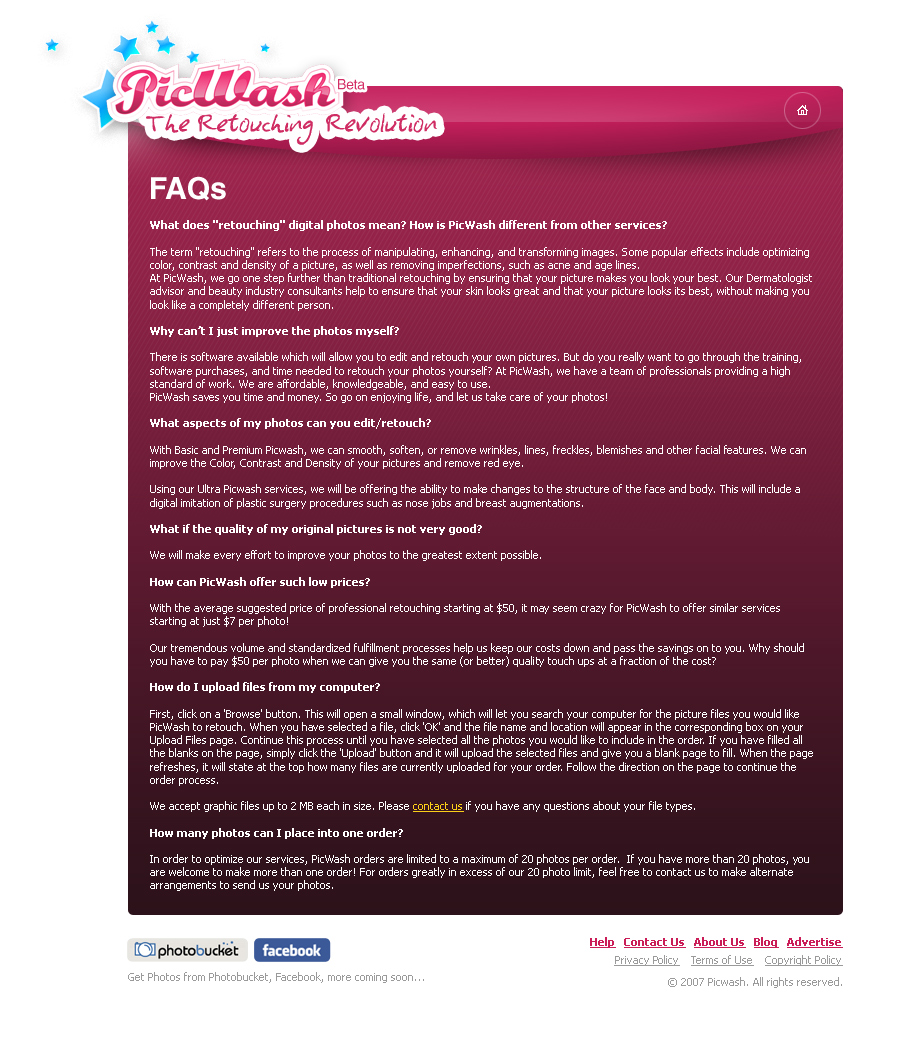 PicWash Beta
The Retouching Revolution
FAQs
What does "retouching" digital photos mean? How is PicWash different from other services?
The term "retouching" refers to the process of manipulating, enhancing, and transforming images. Some popular effects include optimizing
color, contrast and density of a picture, as well as removing imperfections, such as acne and age lines.
At PicWash, we go one step further than traditional retouching by ensuring that your picture makes you look your best. Our Dermatologist
advisor and beauty industry consultants help to ensure that your skin looks great and that your picture looks its best, without making you
look like a completely different person.
Why can't I just improve the photos myself?
There is software available which will allow you to edit and retouch your own pictures. But do you really want to go through the training,
software purchases, and time needed to retouch your photos yourself? At PicWash, we have a team of professionals providing a high
standard of work. We are affordable, knowledgeable, and easy to use.
PicWash saves you time and money. So go on enjoying life, and let us take care of your photos!
What aspects of my photos can you edit/retouch?
With Basic and Premium Picwash, we can smooth, soften, or remove wrinkles, lines, freckles, blemishes and other facial features. We can
improve the Color, Contrast and Density of your pictures and remove red eye.
Using our Ultra Picwash services, we will be offering the ability to make changes to the structure of the face and body. This will include a
digital imitation of plastic surgery procedures such as nose jobs and breast augmentations.
What if the quality of my original pictures is not very good?
We will make every effort to improve your photos to the greatest extent possible.
How can PicWash offer such low prices?
With the average suggested price of professional retouching starting at $50, it may seem crazy for PicWash to offer similar services
starting at just $7 per photo!
Our tremendous volume and standardized fulfillment processes help us keep our costs down and pass the savings on to you. Why should
you have to pay $50 per photo when we can give you the same (or better) quality touch ups at a fraction of the cost?
How do I upload files from my computer?
First, click on a 'Browse' button. This will open a small window, which will let you search your computer for the picture files you would like
PicWash to retouch. When you have selected a file, click 'OK' and the file name and location will appear in the corresponding box on your
Upload Files page. Continue this process until you have selected all the photos you would like to include in the order. If you have filled all
the blanks on the page, simply click the 'Upload' button and it will upload the selected files and give you a blank page to fill. When the page
refreshes, it will state at the top how many files are currently uploaded for your order. Follow the direction on the page to continue the
order process.
We accept graphic files up to 2 MB each in size. Please contact us if you have any questions about your file types.
How many photos can I place into one order?
In order to optimize our services, PicWash orders are limited to a maximum of 20 photos per order. If you have more than 20 photos, you
are welcome to make more than one order! For orders greatly in excess of our 20 photo limit, feel free to contact us to make alternate
arrangements to send us your photos.
photobucket facebook
Get Photos from Photobucket, Facebook, more coming soon...
Help Contact Us About Us Blog Advertise
Privacy Policy Terms of Use Copyright Policy
© 2007 Picwash. All rights reserved.